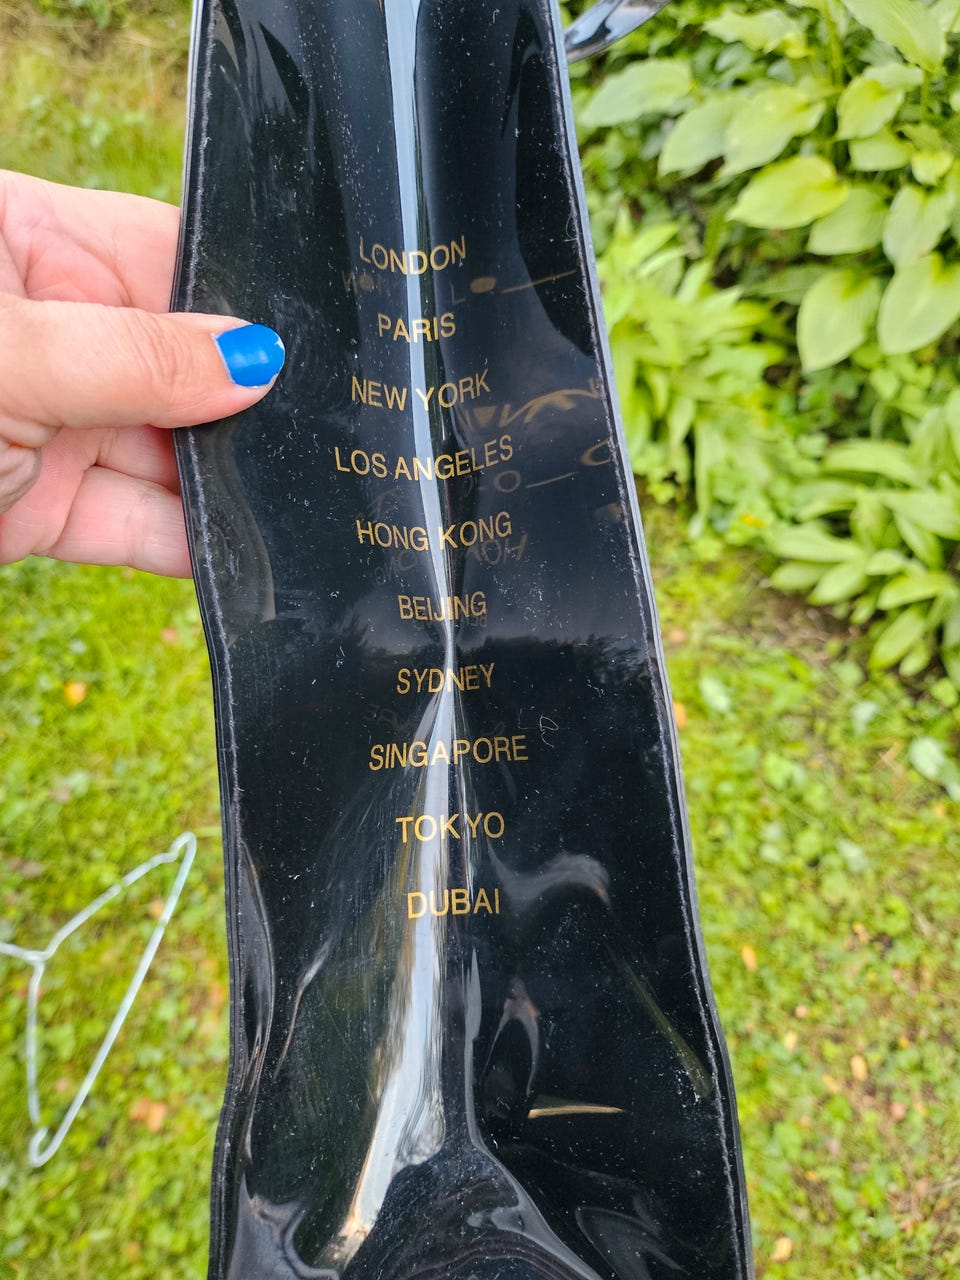 LONDON
PARIS
NEW YORK
LOS ANGELES
HONG KONG
BEIJING
SYDNEY
SINGAPORE
TOKYO
DUBAI